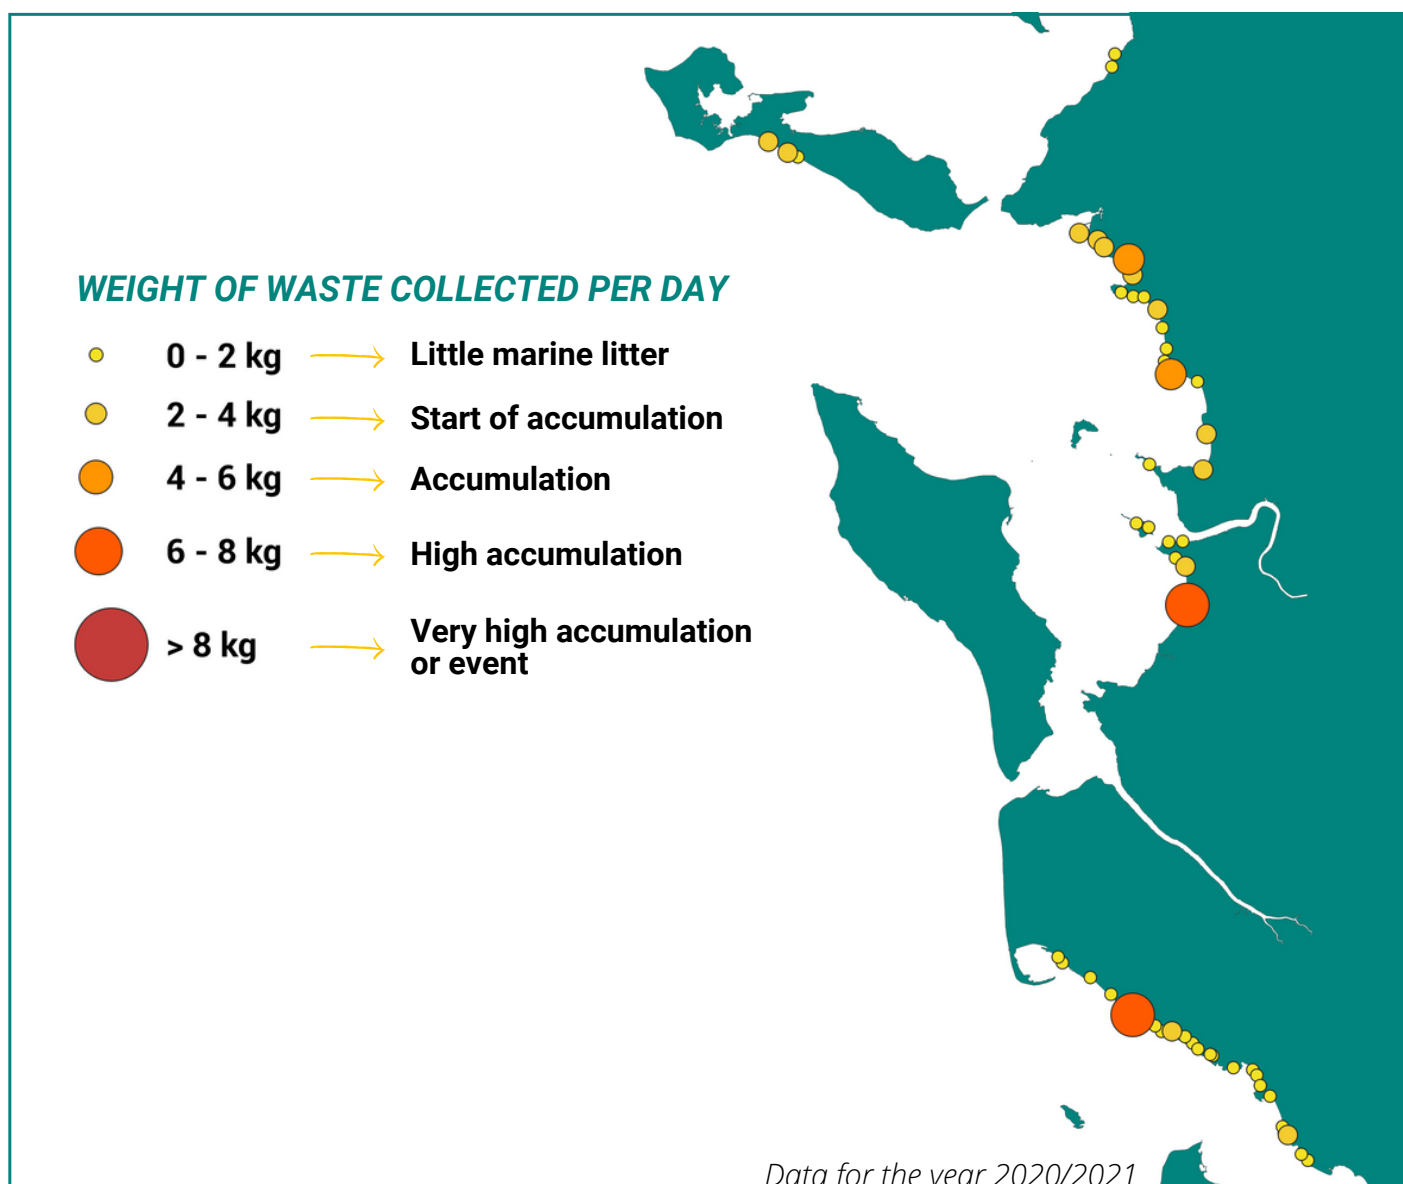 WEIGHT OF WASTE COLLECTED PER DAY
0 - 2 kg Little marine litter
2 - 4 kg Start of accumulation
4 - 6 kg Accumulation
6 - 8 kg High accumulation
> 8 kg Very high accumulation
or event
Data for the year 2020/2021